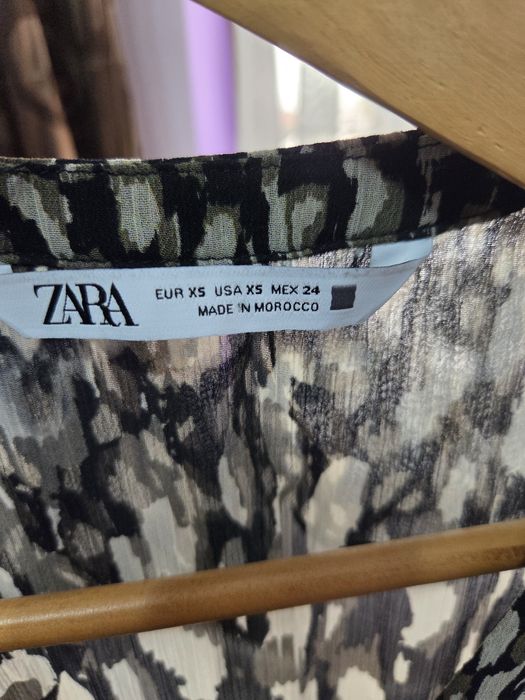 ZARA
EUR XS USA XS MEX 24
MADE IN MOROCCO